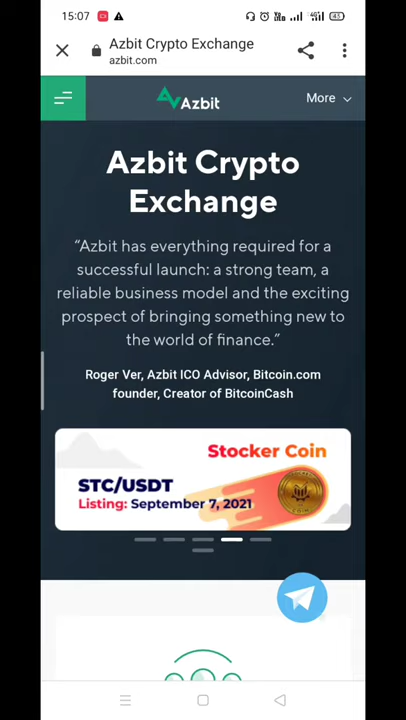 15:07
45
Azbit Crypto Exchange
azbit.com
Azbit
More
Azbit Crypto
Exchange
“Azbit has everything required for a
successful launch: a strong team, a
reliable business model and the exciting
prospect of bringing something new to
the world of finance.”
Roger Ver, Azbit ICO Advisor, Bitcoin.com
founder, Creator of BitcoinCash
Stocker Coin
STC/USDT
Listing: September 7, 2021